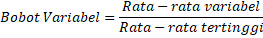 Bobot Variabel = Rata − rata variabel / Rata − rata tertinggi